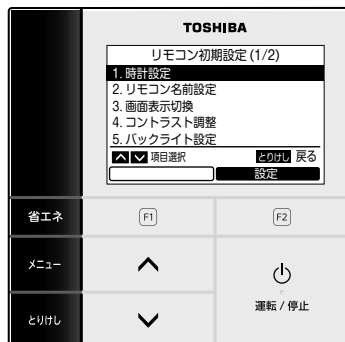 TOSHIBA
リモコン初期設定 (1/2)
1. 時計設定
2. リモコン名前設定
3. 画面表示切換
4. コントラスト調整
5. バックライト設定
項目選択 とりけし 戻る
設定
省エネ F1 F2
メニュー
運転 / 停止
とりけし